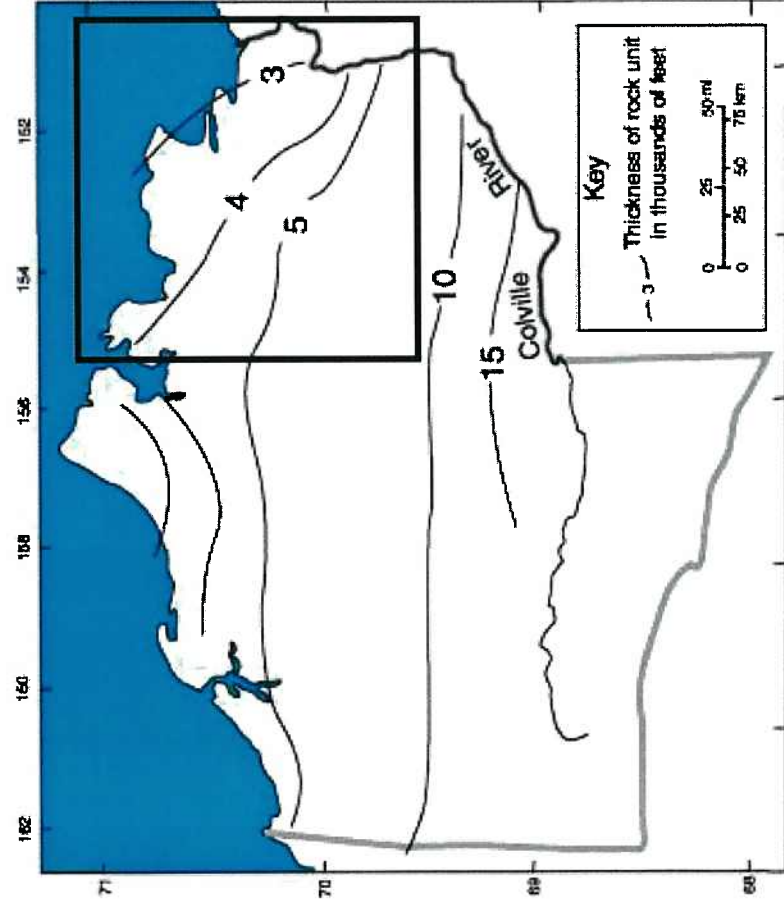 162
160
158
156
154
152
71
70
69
68
3
4
5
10
15
Colville
River
Key
— 3 — Thickness of rock unit
in thousands of feet
0 25 50 mi
0 25 50 75 km